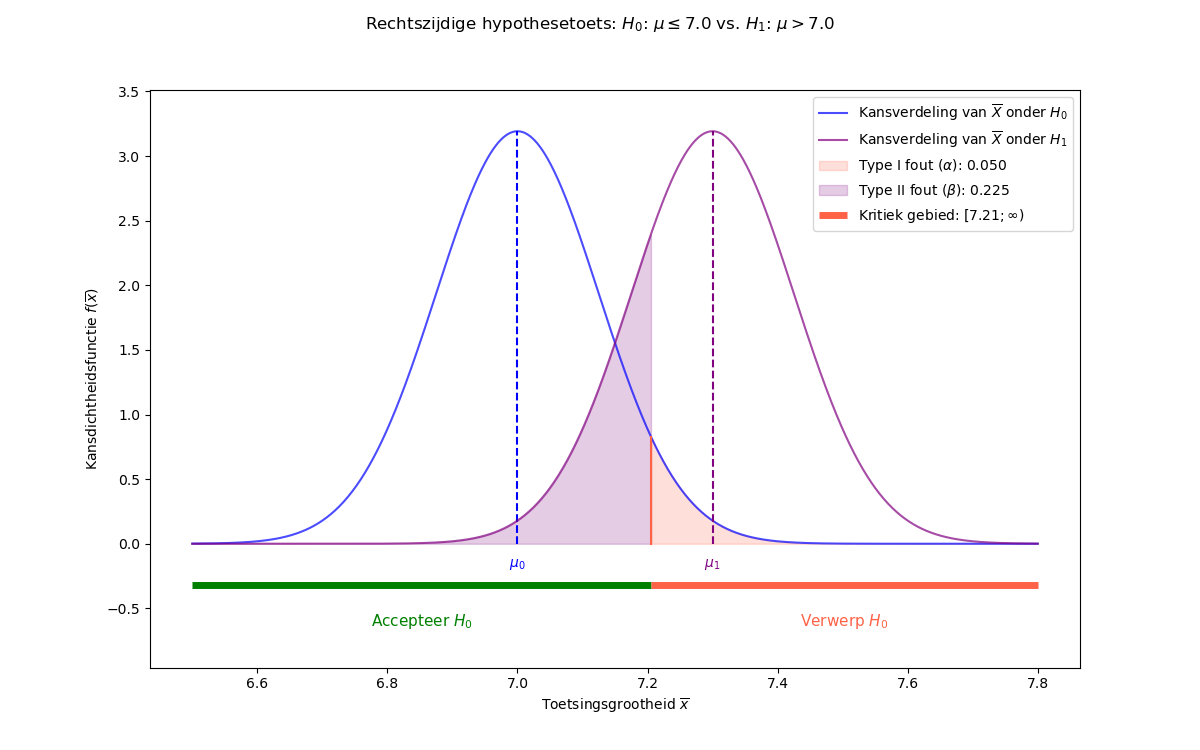 Rechtszijdige hypothesetoets: H₀: μ ≤ 7.0 vs. H₁: μ > 7.0
Kansverdeling van X̅ onder H₀
Kansverdeling van X̅ onder H₁
Type I fout (α): 0.050
Type II fout (β): 0.225
Kritiek gebied: [7.21; ∞)
Kansdichtheidsfunctie f(x̅)
3.5
3.0
2.5
2.0
1.5
1.0
0.5
0.0
−0.5
μ₀
μ₁
Accepteer H₀
Verwerp H₀
6.6
6.8
7.0
7.2
7.4
7.6
7.8
Toetsingsgrootheid x̅